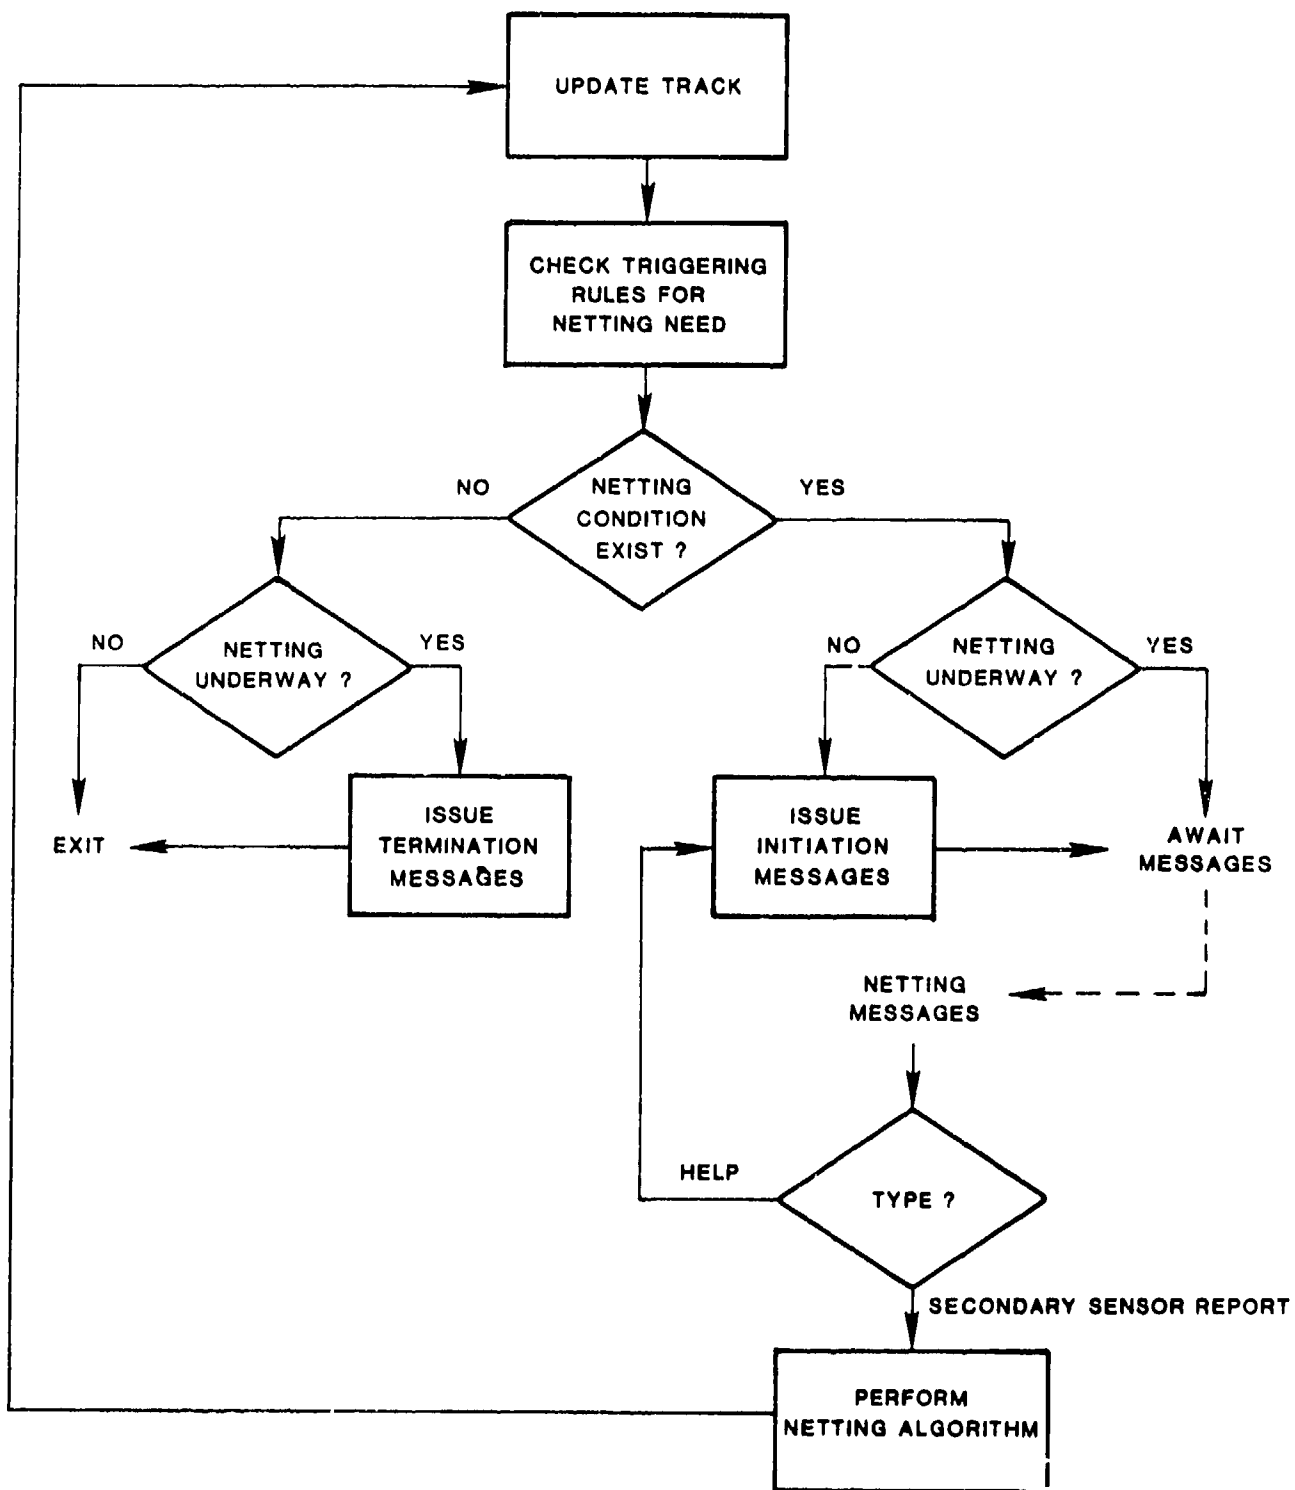 UPDATE TRACK
CHECK TRIGGERING
RULES FOR
NETTING NEED
NO
NETTING
CONDITION
EXIST ?
YES
NO
NETTING
UNDERWAY ?
YES
NO
NETTING
UNDERWAY ?
YES
EXIT
ISSUE
TERMINATION
MESSAGES
ISSUE
INITIATION
MESSAGES
AWAIT
MESSAGES
NETTING
MESSAGES
HELP
TYPE ?
SECONDARY SENSOR REPORT
PERFORM
NETTING ALGORITHM